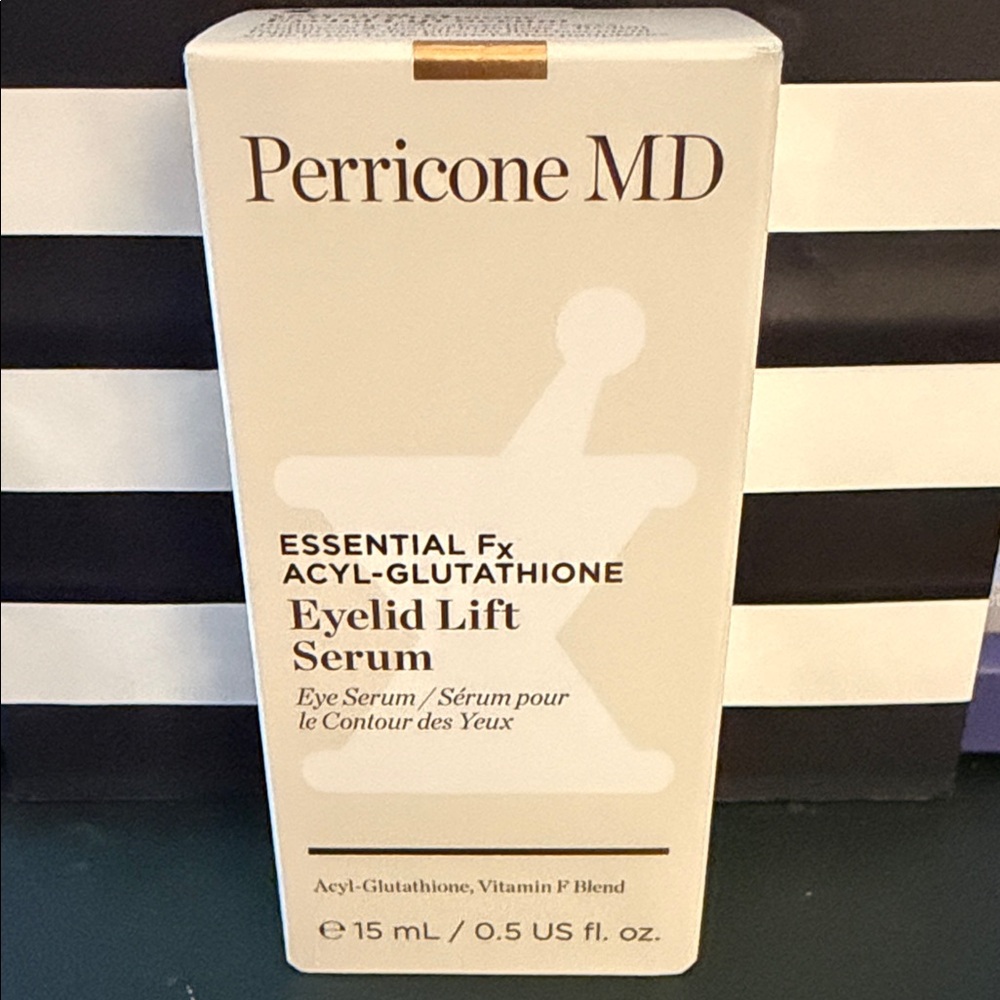 Perricone MD
ESSENTIAL Fx
ACYL-GLUTATHIONE
Eyelid Lift
Serum
Eye Serum / Sérum pour
le Contour des Yeux
Acyl-Glutathione, Vitamin F Blend
℮ 15 mL / 0.5 US fl. oz.